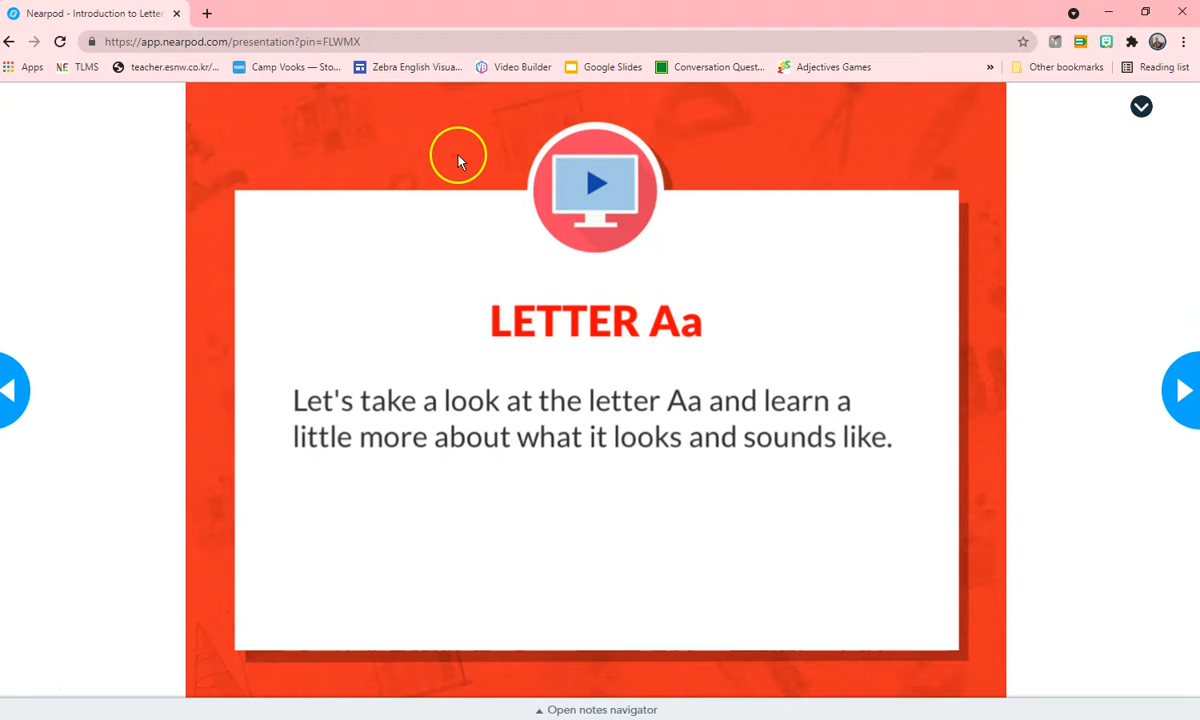 Nearpod - Introduction to Letter
https://app.nearpod.com/presentation?pin=FLWMX
Apps NE TLMS teacher.esnw.co.kr/... Camp Vooks — Sto... Zebra English Visua... Video Builder Google Slides Conversation Quest... Adjectives Games » Other bookmarks Reading list
LETTER Aa
Let's take a look at the letter Aa and learn a
little more about what it looks and sounds like.
Open notes navigator